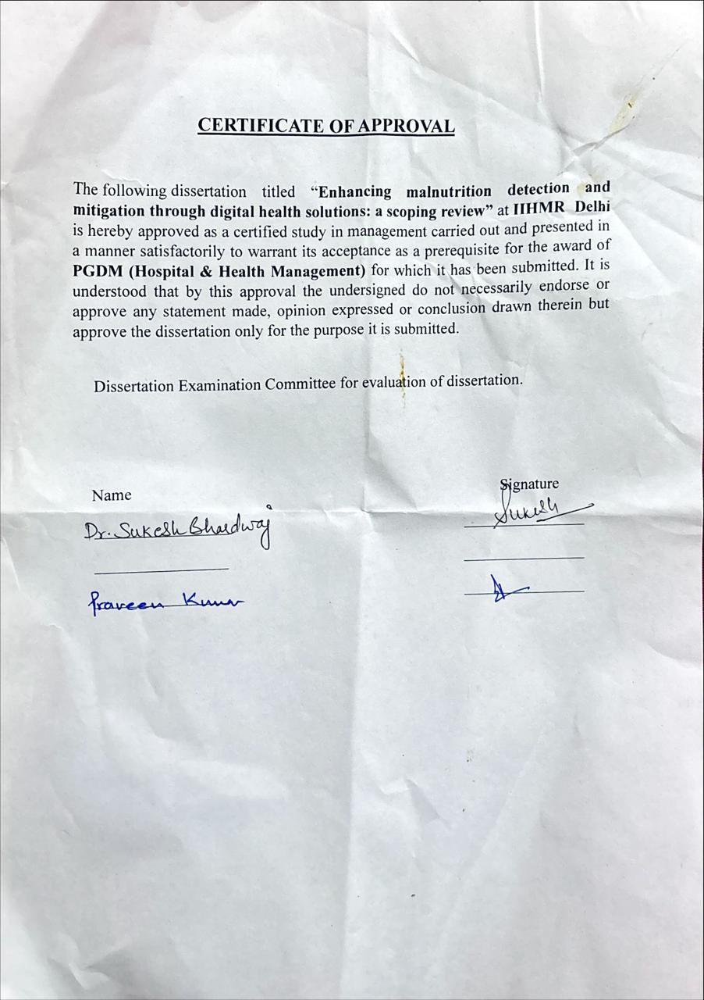 CERTIFICATE OF APPROVAL
The following dissertation titled “Enhancing malnutrition detection and
mitigation through digital health solutions: a scoping review” at IIHMR Delhi
is hereby approved as a certified study in management carried out and presented in
a manner satisfactorily to warrant its acceptance as a prerequisite for the award of
PGDM (Hospital & Health Management) for which it has been submitted. It is
understood that by this approval the undersigned do not necessarily endorse or
approve any statement made, opinion expressed or conclusion drawn therein but
approve the dissertation only for the purpose it is submitted.
Dissertation Examination Committee for evaluation of dissertation.
Name Signature
Dr. Sukesh Bhardwaj Sukesh
Praveen Kumar